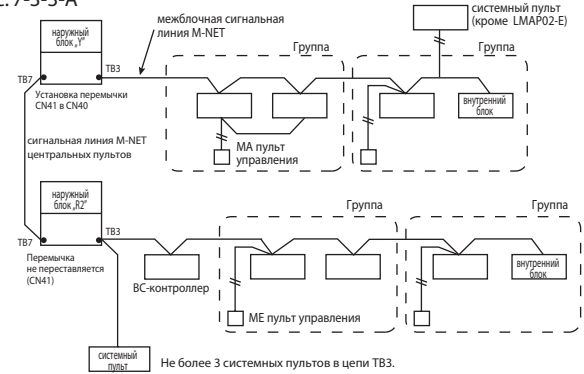 с. 7-3-3-А
наружный
блок „Y"
TB3
TB7
межблочная сигнальная
линия M-NET
системный пульт
(кроме LMAP02-E)
Группа
Группа
Установка перемычки
CN41 в CN40
внутренний
блок
МА пульт
управления
сигнальная линия M-NET
центральных пультов
наружный
блок „R2"
TB3
TB7
Группа
Группа
Перемычка
не переставляется
(CN41)
ВС-контроллер
внутренний
блок
МЕ пульт управления
системный
пульт
Не более 3 системных пультов в цепи TB3.